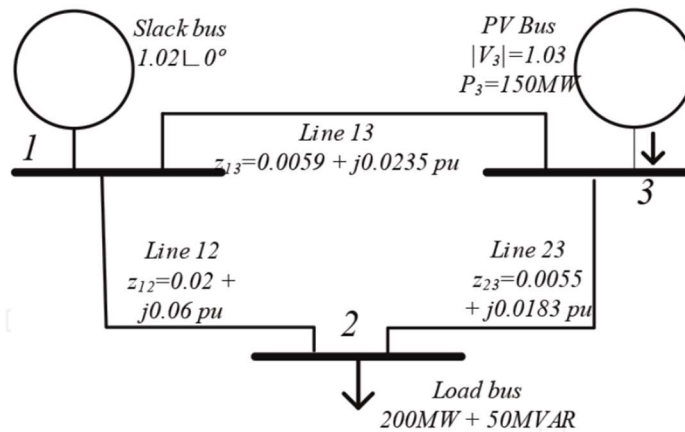 Slack bus
1.02∟0º
PV Bus
|V3|=1.03
P3=150MW
1
Line 13
z13=0.0059 + j0.0235 pu
3
Line 12
z12=0.02 +
j0.06 pu
Line 23
z23=0.0055
+ j0.0183 pu
2
Load bus
200MW + 50MVAR